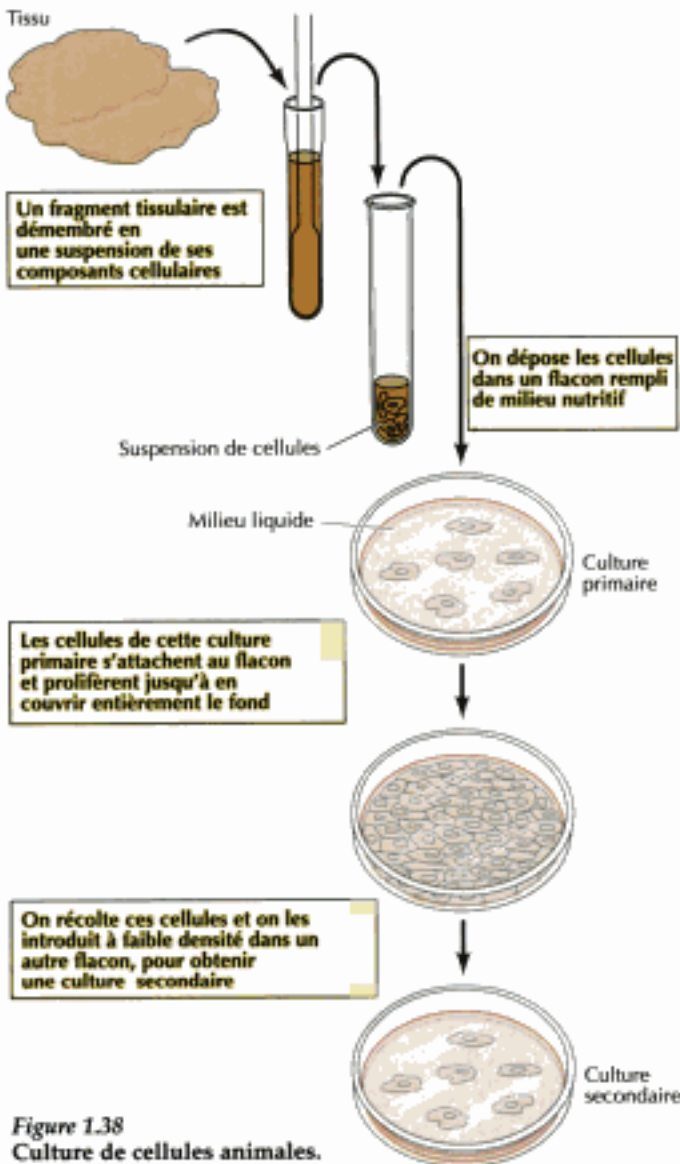 Tissu
Un fragment tissulaire est
démembré en
une suspension de ses
composants cellulaires
On dépose les cellules
dans un flacon rempli
de milieu nutritif
Suspension de cellules
Milieu liquide
Culture
primaire
Les cellules de cette culture
primaire s'attachent au flacon
et prolifèrent jusqu'à en
couvrir entièrement le fond
On récolte ces cellules et on les
introduit à faible densité dans un
autre flacon, pour obtenir
une culture secondaire
Culture
secondaire
Figure 1.38
Culture de cellules animales.